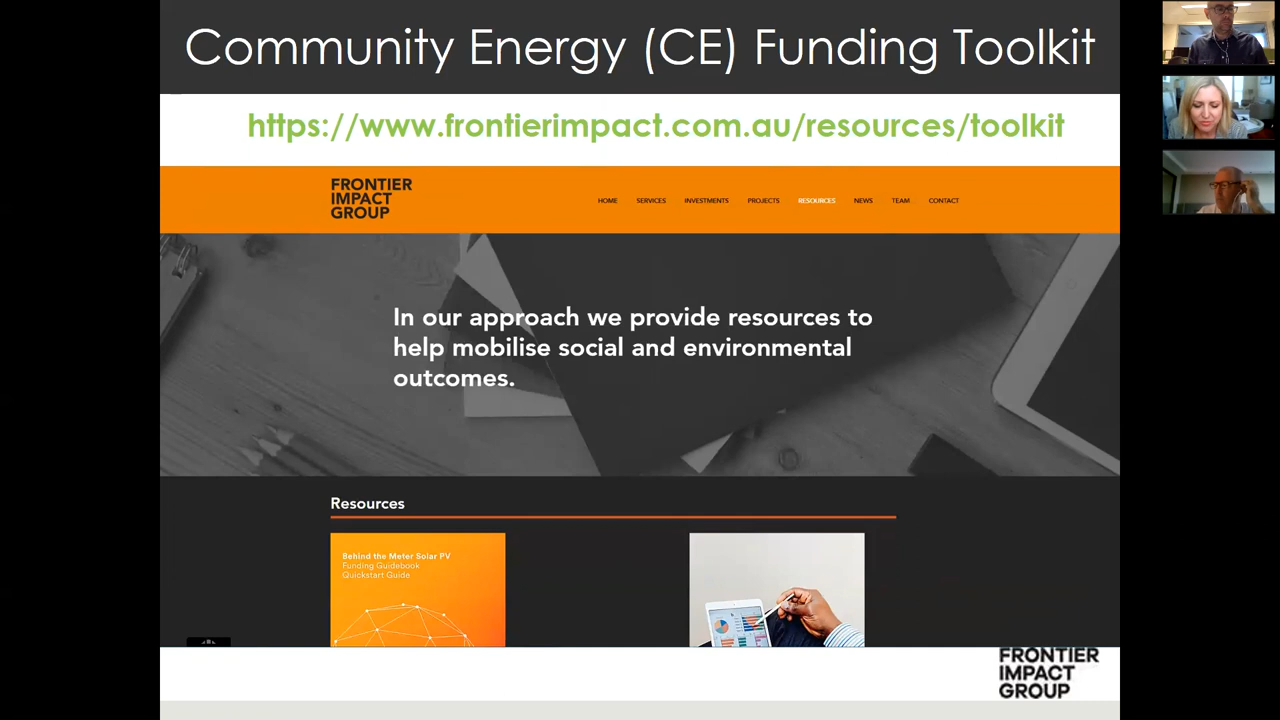 Community Energy (CE) Funding Toolkit
https://www.frontierimpact.com.au/resources/toolkit
FRONTIER
IMPACT
GROUP
HOME SERVICES INVESTMENTS PROJECTS RESOURCES NEWS TEAM CONTACT
In our approach we provide resources to
help mobilise social and environmental
outcomes.
Resources
Behind the Meter Solar PV
Funding Guidebook
Quickstart Guide
FRONTIER
IMPACT
GROUP